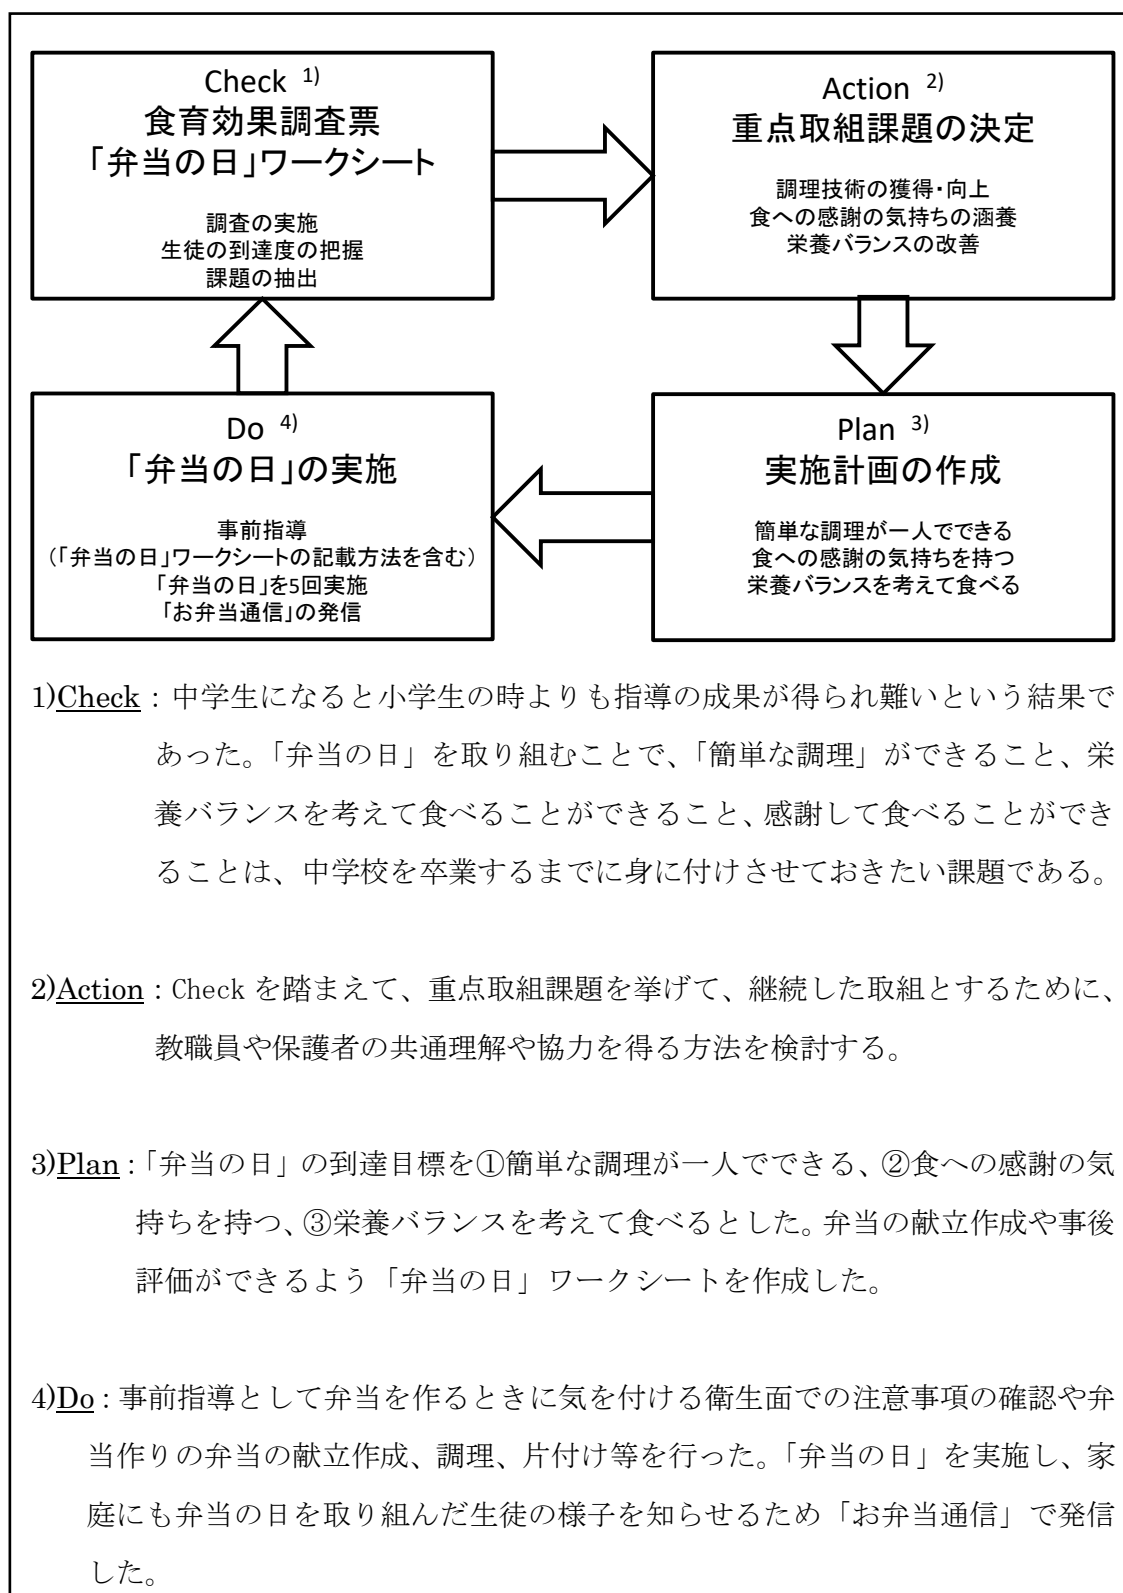 Check 1)
食育効果調査票
「弁当の日」ワークシート
調査の実施
生徒の到達度の把握
課題の抽出
Action 2)
重点取組課題の決定
調理技術の獲得・向上
食への感謝の気持ちの涵養
栄養バランスの改善
Do 4)
「弁当の日」の実施
事前指導
(「弁当の日」ワークシートの記載方法を含む)
「弁当の日」を5回実施
「お弁当通信」の発信
Plan 3)
実施計画の作成
簡単な調理が一人でできる
食への感謝の気持ちを持つ
栄養バランスを考えて食べる
1)Check：中学生になると小学生の時よりも指導の成果が得られ難いという結果で
あった。「弁当の日」を取り組むことで、「簡単な調理」ができること、栄
養バランスを考えて食べることができること、感謝して食べることができ
ることは、中学校を卒業するまでに身に付けさせておきたい課題である。
2)Action：Check を踏まえて、重点取組課題を挙げて、継続した取組とするために、
教職員や保護者の共通理解や協力を得る方法を検討する。
3)Plan：「弁当の日」の到達目標を①簡単な調理が一人でできる、②食への感謝の気
持ちを持つ、③栄養バランスを考えて食べるとした。弁当の献立作成や事後
評価ができるよう「弁当の日」ワークシートを作成した。
4)Do：事前指導として弁当を作るときに気を付ける衛生面での注意事項の確認や弁
当作りの弁当の献立作成、調理、片付け等を行った。「弁当の日」を実施し、家
庭にも弁当の日を取り組んだ生徒の様子を知らせるため「お弁当通信」で発信
した。